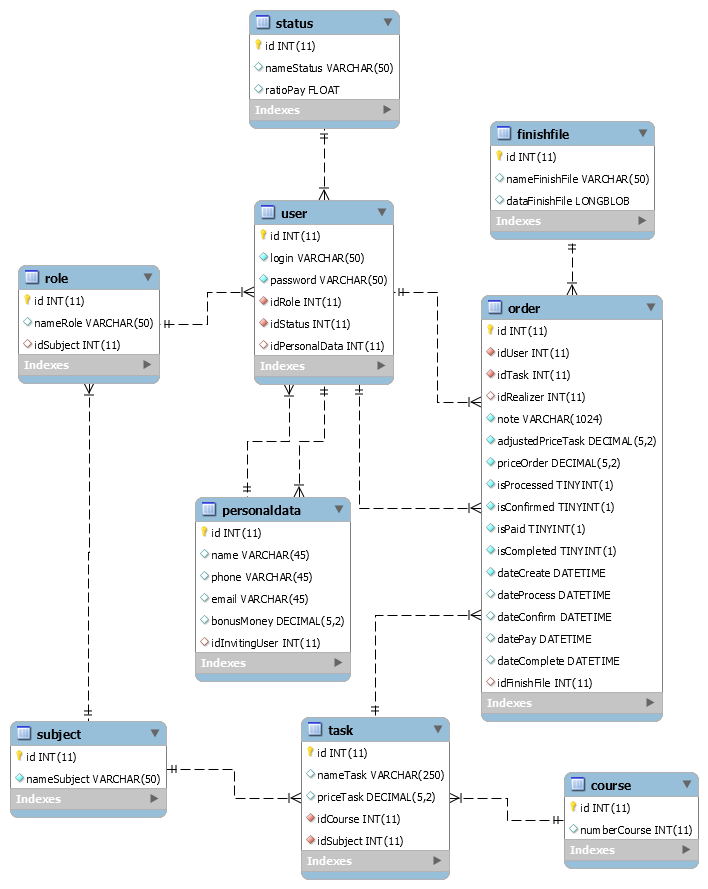 status
id INT(11)
nameStatus VARCHAR(50)
ratioPay FLOAT
Indexes
finishfile
id INT(11)
nameFinishFile VARCHAR(50)
dataFinishFile LONGBLOB
Indexes
user
id INT(11)
login VARCHAR(50)
password VARCHAR(50)
idRole INT(11)
idStatus INT(11)
idPersonalData INT(11)
Indexes
role
id INT(11)
nameRole VARCHAR(50)
idSubject INT(11)
Indexes
order
id INT(11)
idUser INT(11)
idTask INT(11)
idRealizer INT(11)
note VARCHAR(1024)
adjustedPriceTask DECIMAL(5,2)
priceOrder DECIMAL(5,2)
isProcessed TINYINT(1)
isConfirmed TINYINT(1)
isPaid TINYINT(1)
isCompleted TINYINT(1)
dateCreate DATETIME
dateProcess DATETIME
dateConfirm DATETIME
datePay DATETIME
dateComplete DATETIME
idFinishFile INT(11)
Indexes
personaldata
id INT(11)
name VARCHAR(45)
phone VARCHAR(45)
email VARCHAR(45)
bonusMoney DECIMAL(5,2)
idInvitingUser INT(11)
Indexes
subject
id INT(11)
nameSubject VARCHAR(50)
Indexes
task
id INT(11)
nameTask VARCHAR(250)
priceTask DECIMAL(5,2)
idCourse INT(11)
idSubject INT(11)
Indexes
course
id INT(11)
numberCourse INT(11)
Indexes